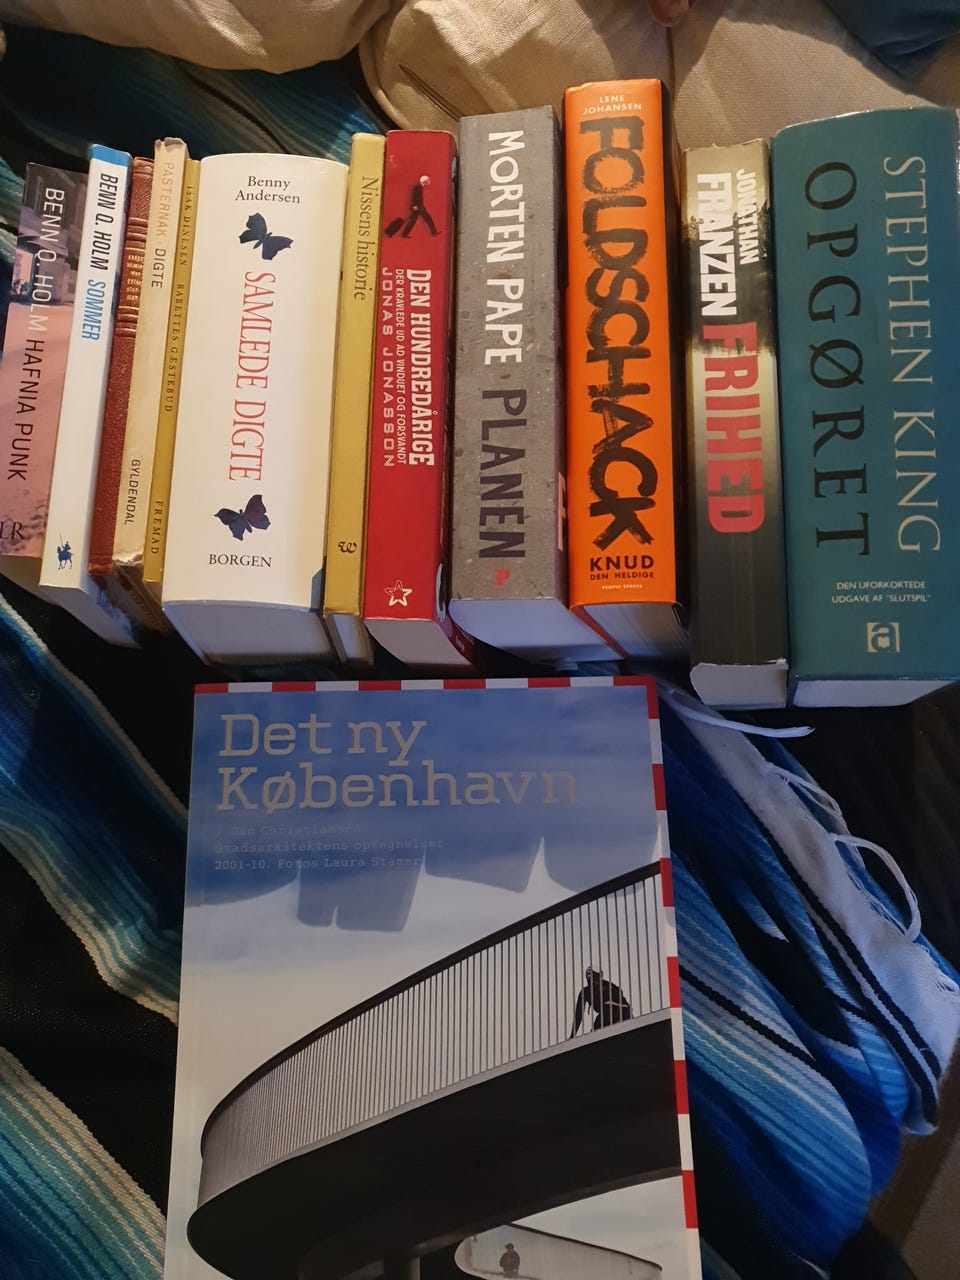 BENN Q. HOLM HAFNIA PUNK
LR
BENN Q. HOLM SOMMER
PASTERNAK · DIGTE
GYLDENDAL
ISAK DINESEN BABETTES GÆSTEBUD
FREMAD
Benny
Andersen
SAMLEDE DIGTE
BORGEN
Nissens historie
DEN HUNDREDÅRIGE
DER KRAVLEDE UD AD VINDUET OG FORSVANDT
JONAS JONASSON
MORTEN PAPE PLANEN
P
LENE
JOHANSEN
FOLDSCHACK
KNUD
DEN HELDIGE
PEOPLE'SPRESS
JONATHAN
FRANZEN FRIHED
STEPHEN KING
OPGØRET
DEN UFORKORTEDE
UDGAVE AF "SLUTSPIL"
a
Det ny
København
/ Jan Christiansen
Stadsarkitektens optegnelser
2001-10. Fotos Laura Stamer